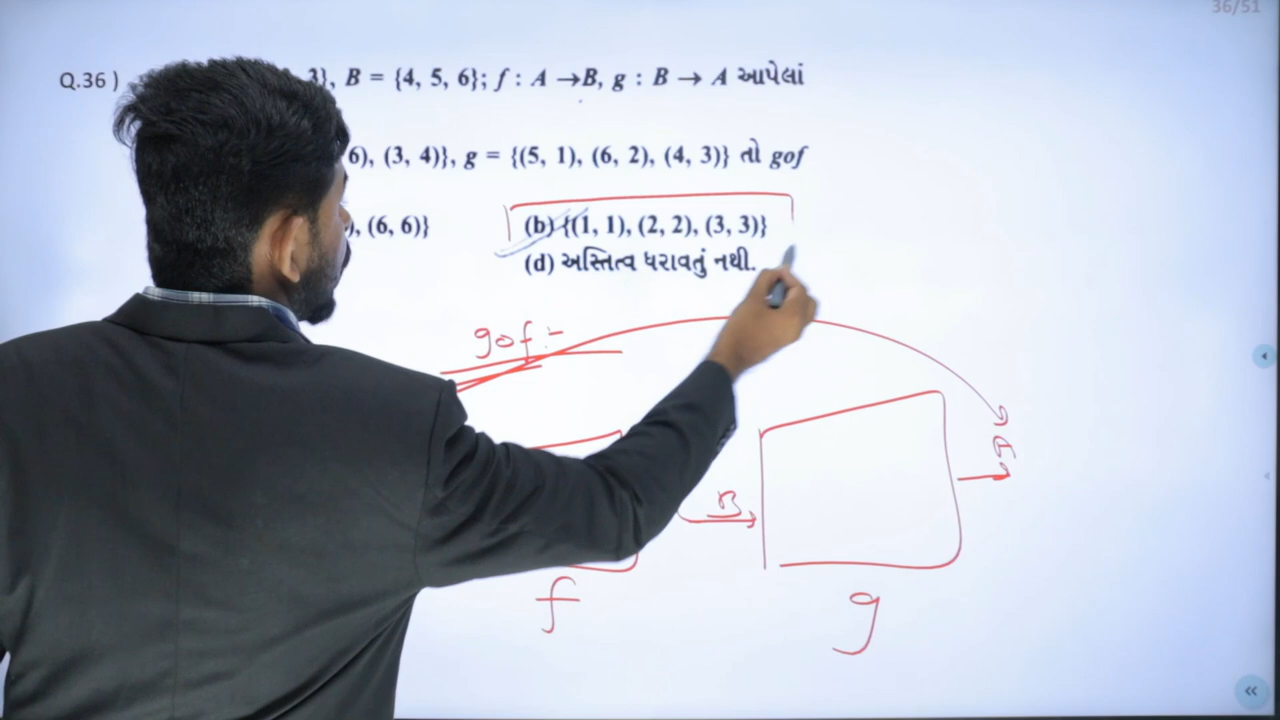 36/51
Q.36 ) 3}, B = {4, 5, 6}; f : A →B, g : B → A આપેલાં
6), (3, 4)}, g = {(5, 1), (6, 2), (4, 3)} તો gof
), (6, 6)} (b) {(1, 1), (2, 2), (3, 3)}
(d) અસ્તિત્વ ધરાવતું નથી.
gof :-
B
f g